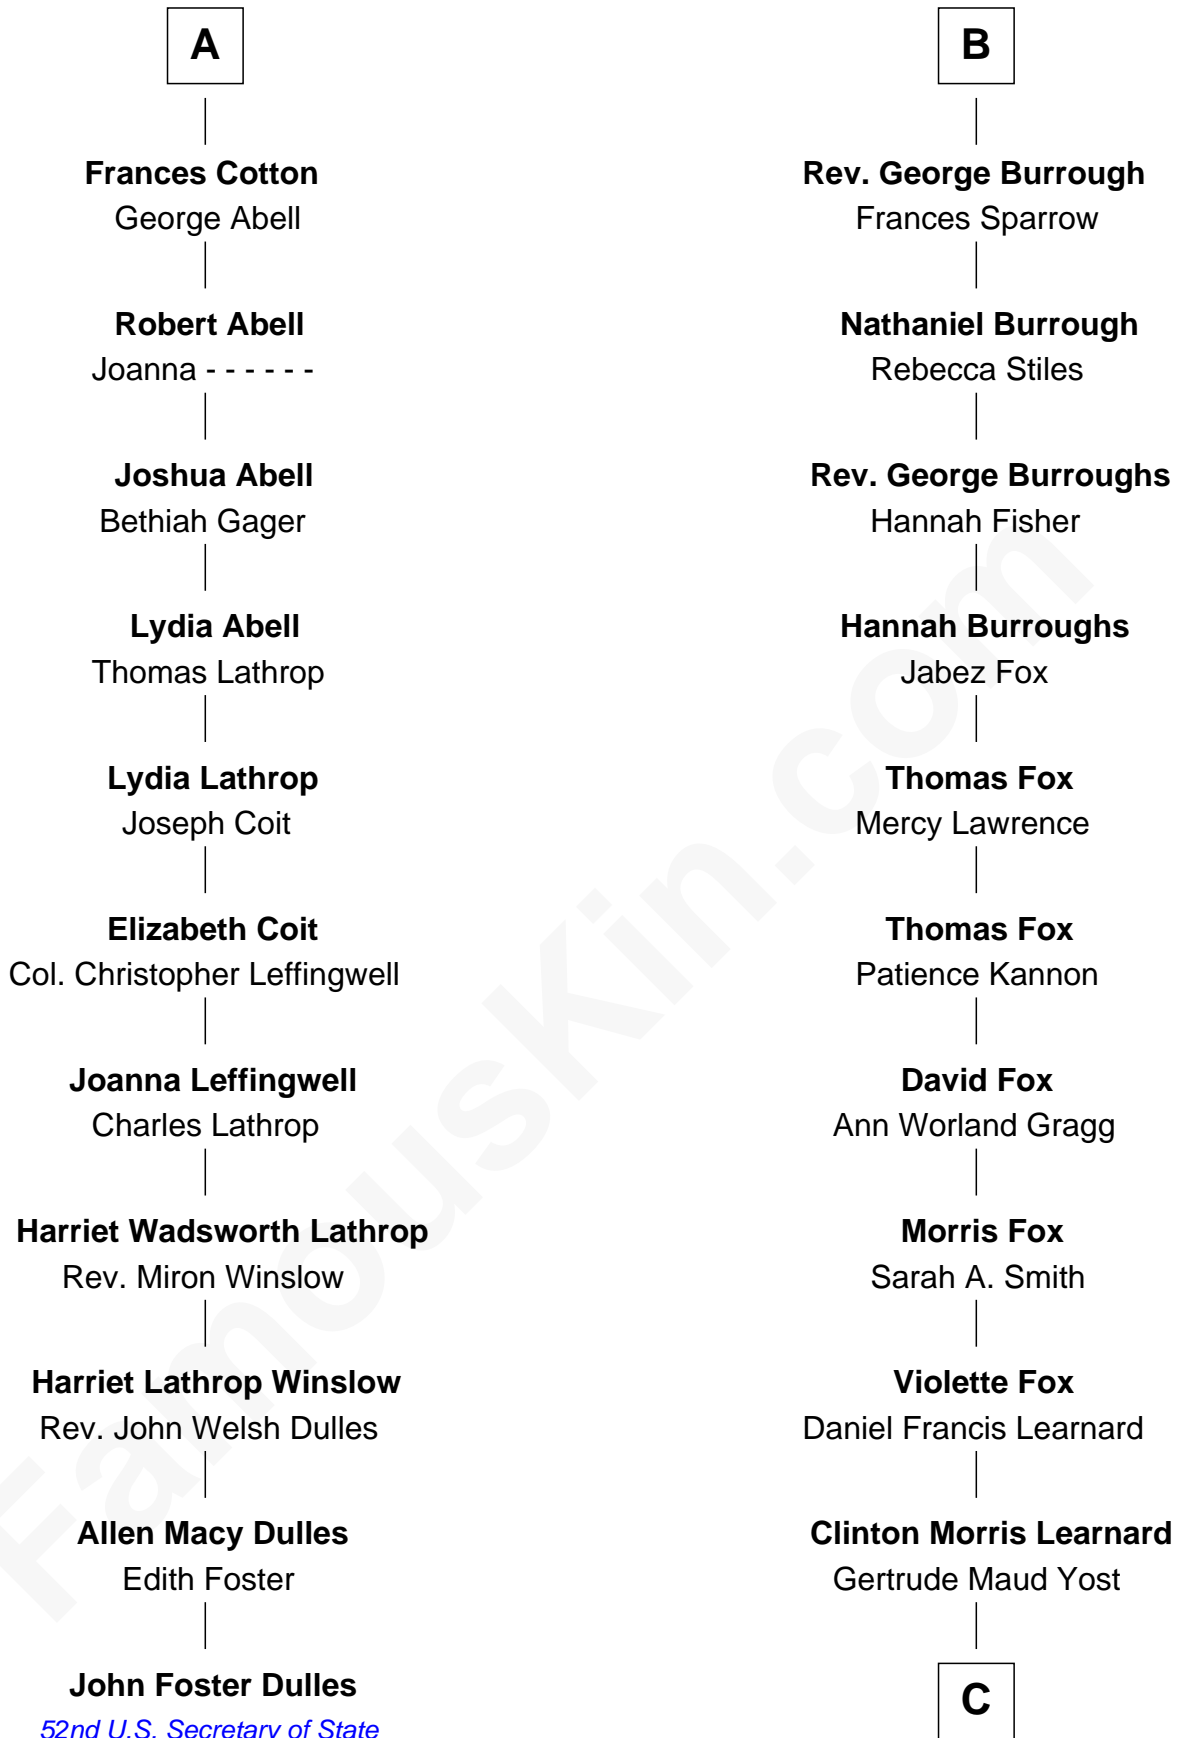 A
Frances Cotton
George Abell
Robert Abell
Joanna - - - - - -
Joshua Abell
Bethiah Gager
Lydia Abell
Thomas Lathrop
Lydia Lathrop
Joseph Coit
Elizabeth Coit
Col. Christopher Leffingwell
Joanna Leffingwell
Charles Lathrop
Harriet Wadsworth Lathrop
Rev. Miron Winslow
Harriet Lathrop Winslow
Rev. John Welsh Dulles
Allen Macy Dulles
Edith Foster
John Foster Dulles
52nd U.S. Secretary of State
B
Rev. George Burrough
Frances Sparrow
Nathaniel Burrough
Rebecca Stiles
Rev. George Burroughs
Hannah Fisher
Hannah Burroughs
Jabez Fox
Thomas Fox
Mercy Lawrence
Thomas Fox
Patience Kannon
David Fox
Ann Worland Gragg
Morris Fox
Sarah A. Smith
Violette Fox
Daniel Francis Learnard
Clinton Morris Learnard
Gertrude Maud Yost
C
FamousKin.com